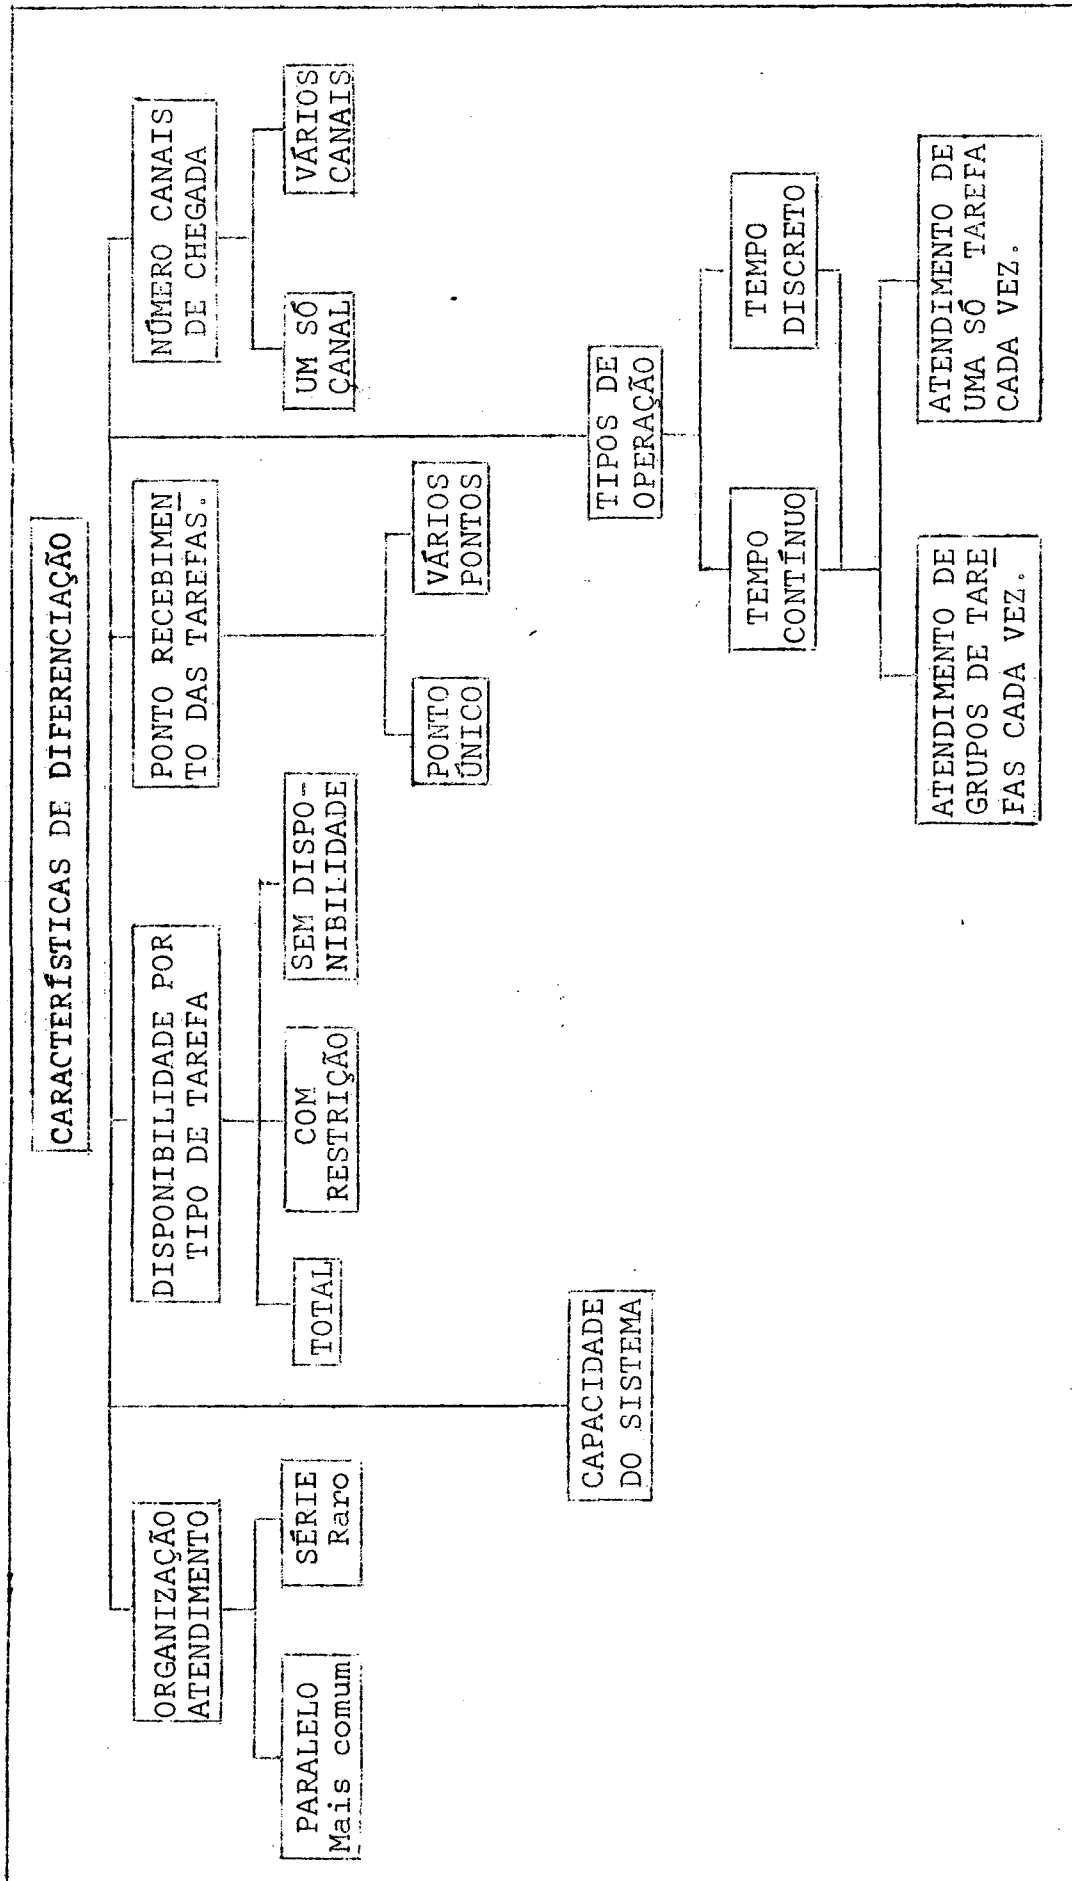 CARACTERÍSTICAS DE DIFERENCIAÇÃO
ORGANIZAÇÃO
ATENDIMENTO
PARALELO
Mais comum
SÉRIE
Raro
CAPACIDADE
DO SISTEMA
DISPONIBILIDADE POR
TIPO DE TAREFA
TOTAL
COM
RESTRIÇÃO
SEM DISPO-
NIBILIDADE
PONTO RECEBIMEN
TO DAS TAREFAS.
PONTO
ÚNICO
VÁRIOS
PONTOS
TIPOS DE
OPERAÇÃO
TEMPO
CONTÍNUO
TEMPO
DISCRETO
ATENDIMENTO DE
GRUPOS DE TARE
FAS CADA VEZ.
ATENDIMENTO DE
UMA SÓ TAREFA
CADA VEZ.
NÚMERO CANAIS
DE CHEGADA
UM SÓ
CANAL
VÁRIOS
CANAIS